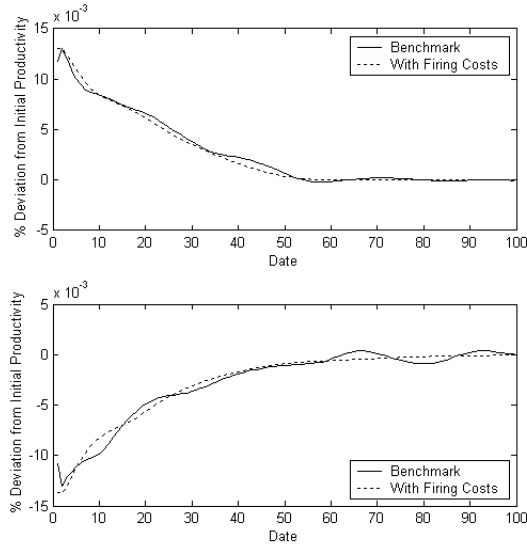 x 10⁻³
15
10
5
0
-5
% Deviation from Initial Productivity
Benchmark
With Firing Costs
0 10 20 30 40 50 60 70 80 90 100
Date
x 10⁻³
5
0
-5
-10
-15
% Deviation from Initial Productivity
Benchmark
With Firing Costs
0 10 20 30 40 50 60 70 80 90 100
Date